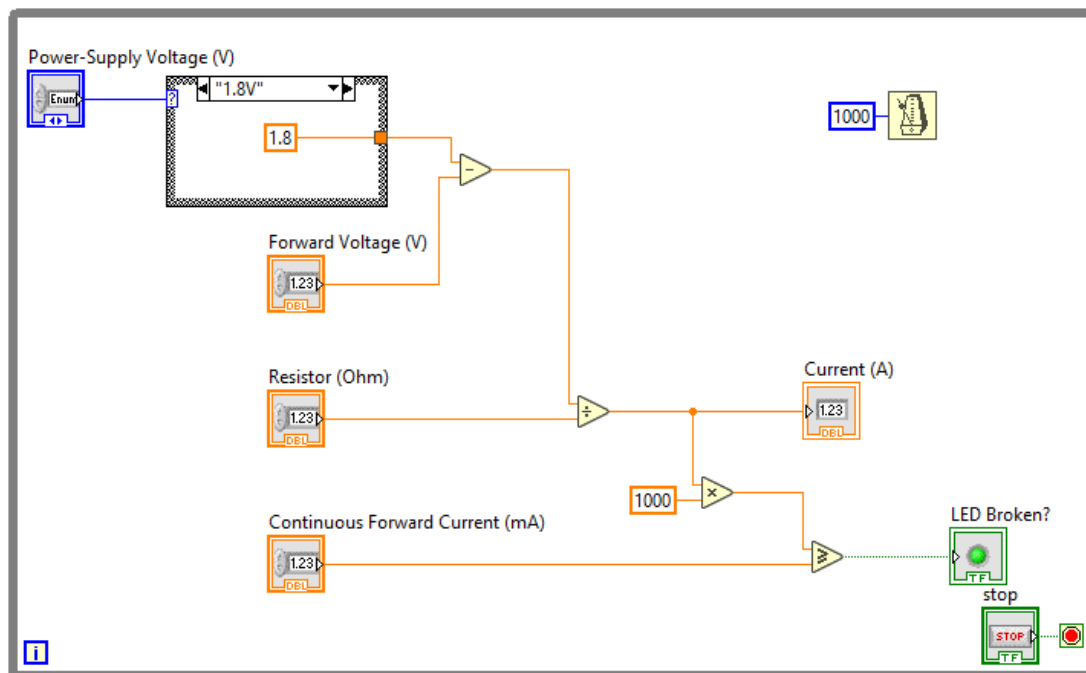 Power-Supply Voltage (V)
Enum
?
"1.8V"
1.8
1000
−
Forward Voltage (V)
1.23
DBL
Resistor (Ohm)
1.23
DBL
÷
Current (A)
1.23
DBL
1000
×
Continuous Forward Current (mA)
1.23
DBL
≥
LED Broken?
TF
stop
STOP
TF
i